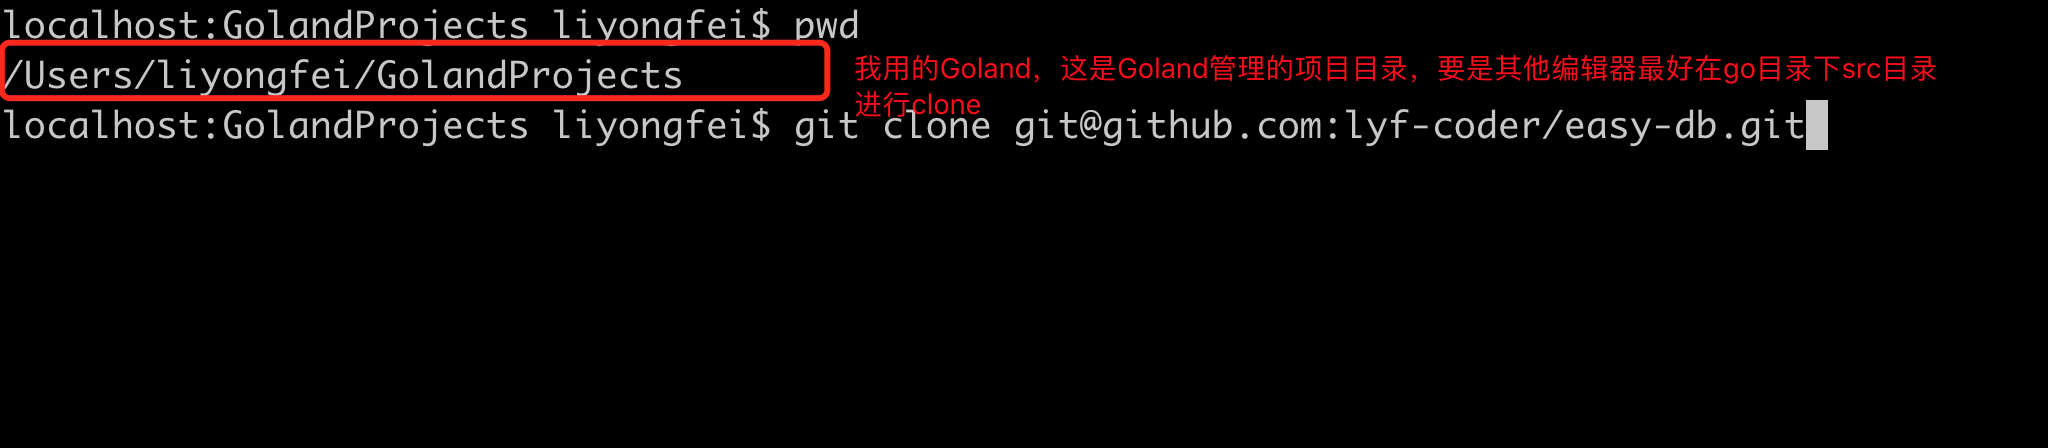 localhost:GolandProjects liyongfei$ pwd
/Users/liyongfei/GolandProjects
我用的Goland，这是Goland管理的项目目录，要是其他编辑器最好在go目录下src目录
进行clone
localhost:GolandProjects liyongfei$ git clone git@github.com:lyf-coder/easy-db.git